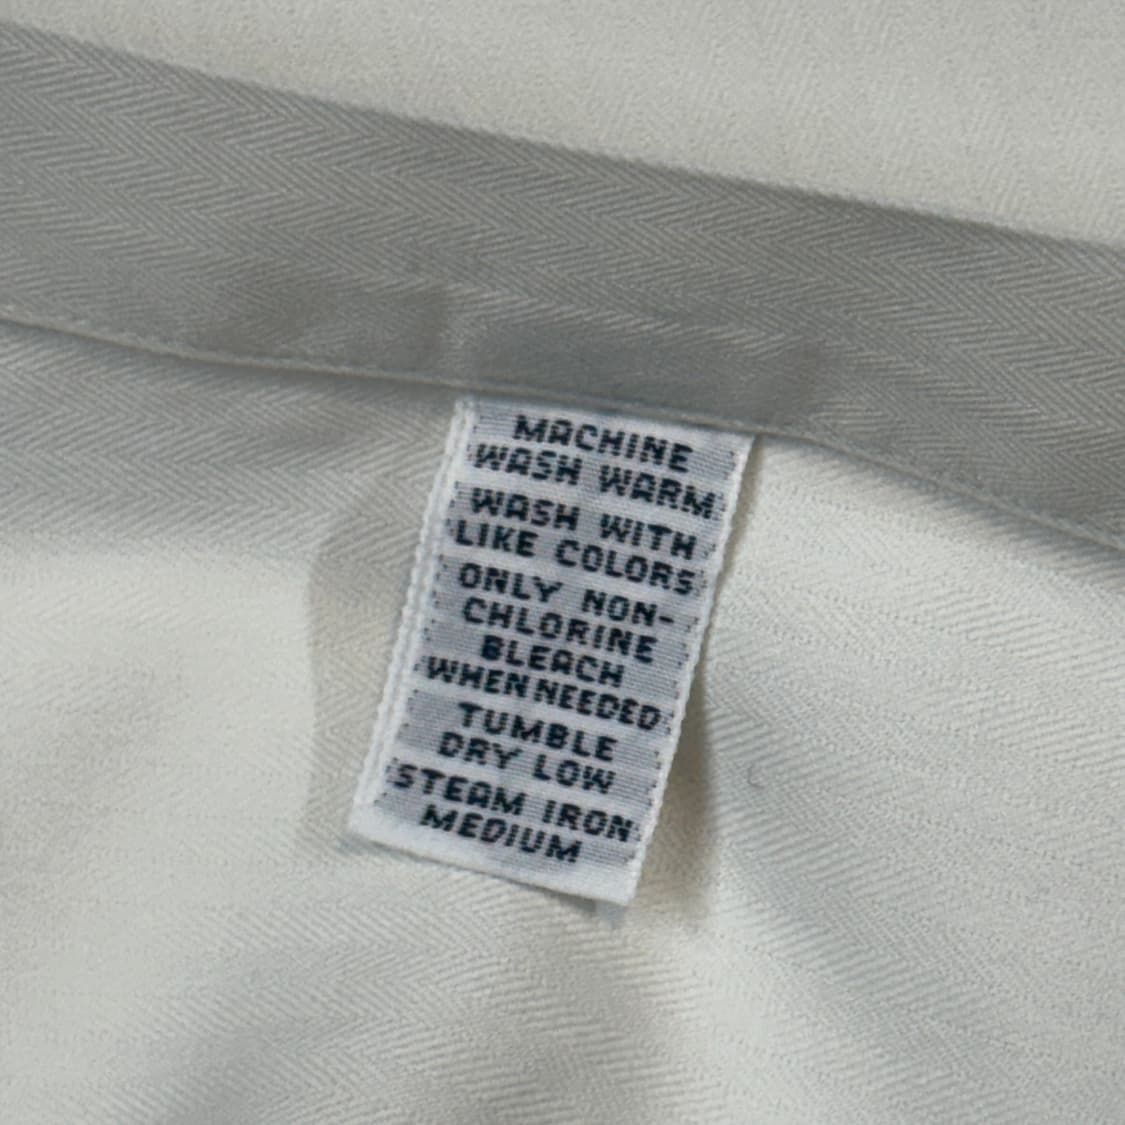 MACHINE
WASH WARM
WASH WITH
LIKE COLORS
ONLY NON-
CHLORINE
BLEACH
WHEN NEEDED
TUMBLE
DRY LOW
STEAM IRON
MEDIUM